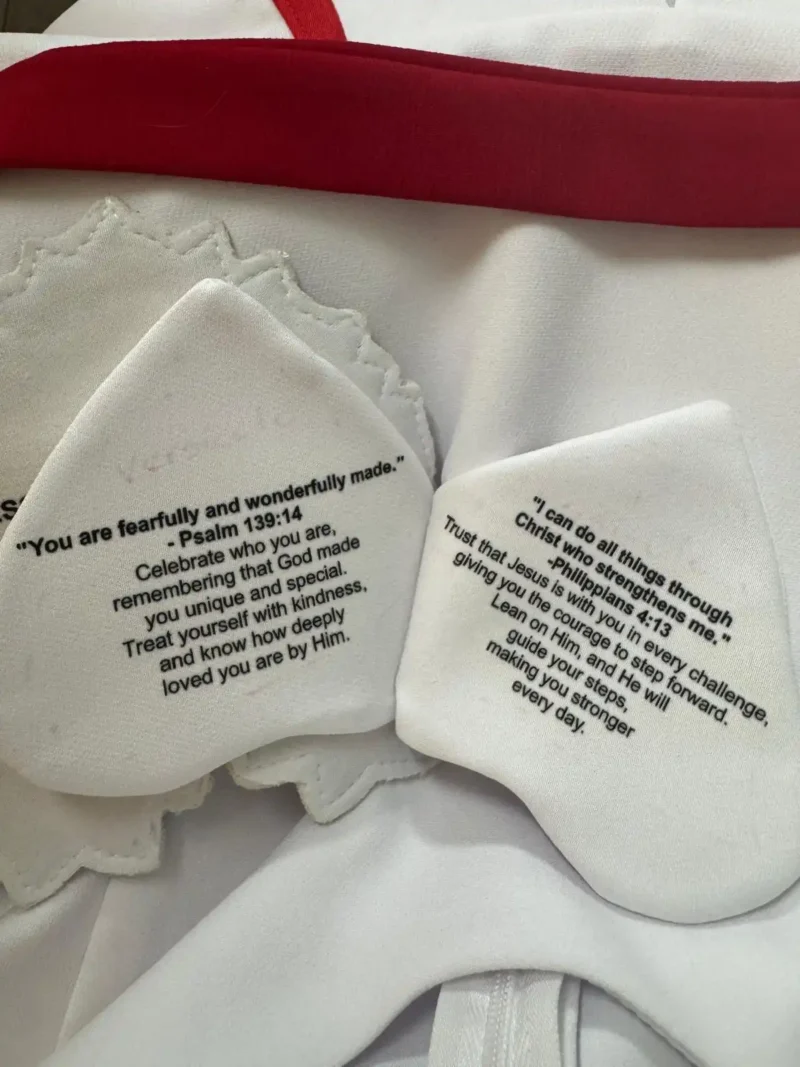 "You are fearfully and wonderfully made."
- Psalm 139:14
Celebrate who you are,
remembering that God made
you unique and special.
Treat yourself with kindness,
and know how deeply
loved you are by Him.
"I can do all things through
Christ who strengthens me."
-Philippians 4:13
Trust that Jesus is with you in every challenge,
giving you the courage to step forward.
Lean on Him, and He will
guide your steps,
making you stronger
every day.